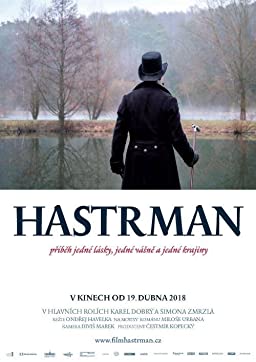 HASTRMAN
příběh jedné lásky, jedné vášně a jedné krajiny
V KINECH OD 19. DUBNA 2018
V HLAVNÍCH ROLÍCH KAREL DOBRÝ A SIMONA ZMRZLÁ
REŽIE ONDŘEJ HAVELKA NA MOTIVY ROMÁNU MILOŠE URBANA
KAMERA DIVIŠ MAREK PRODUCENT ČESTMÍR KOPECKÝ
www.filmhastrman.cz